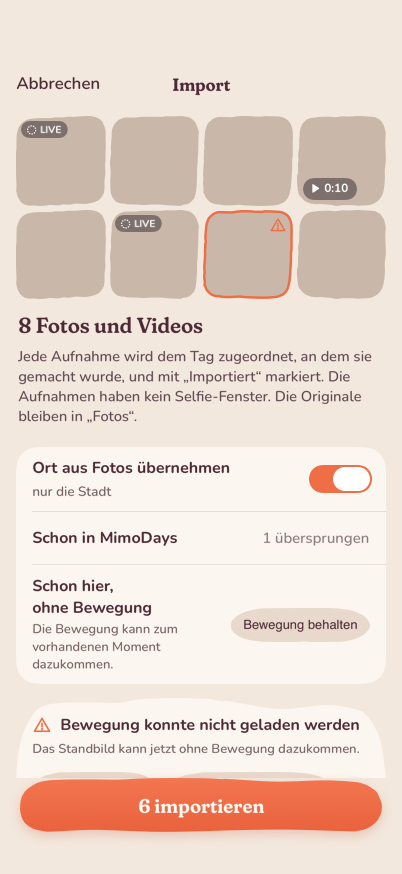 Abbrechen
Import
LIVE
0:10
LIVE
8 Fotos und Videos
Jede Aufnahme wird dem Tag zugeordnet, an dem sie
gemacht wurde, und mit „Importiert“ markiert. Die
Aufnahmen haben kein Selfie-Fenster. Die Originale
bleiben in „Fotos“.
Ort aus Fotos übernehmen
nur die Stadt
Schon in MimoDays
1 übersprungen
Schon hier,
ohne Bewegung
Die Bewegung kann zum
vorhandenen Moment
dazukommen.
Bewegung behalten
Bewegung konnte nicht geladen werden
Das Standbild kann jetzt ohne Bewegung dazukommen.
6 importieren